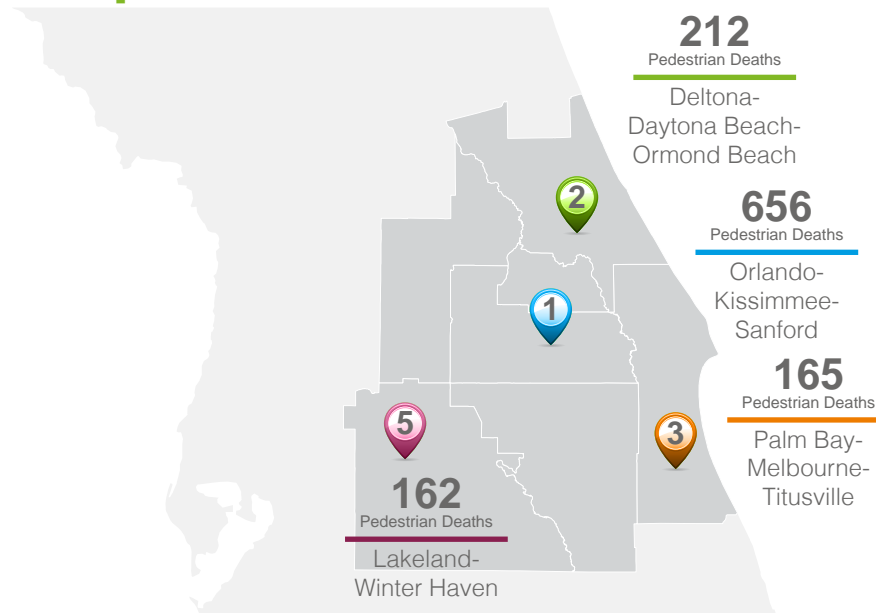 212
Pedestrian Deaths
Deltona-
Daytona Beach-
Ormond Beach
2
656
Pedestrian Deaths
Orlando-
Kissimmee-
Sanford
1
165
Pedestrian Deaths
Palm Bay-
Melbourne-
Titusville
3
5
162
Pedestrian Deaths
Lakeland-
Winter Haven